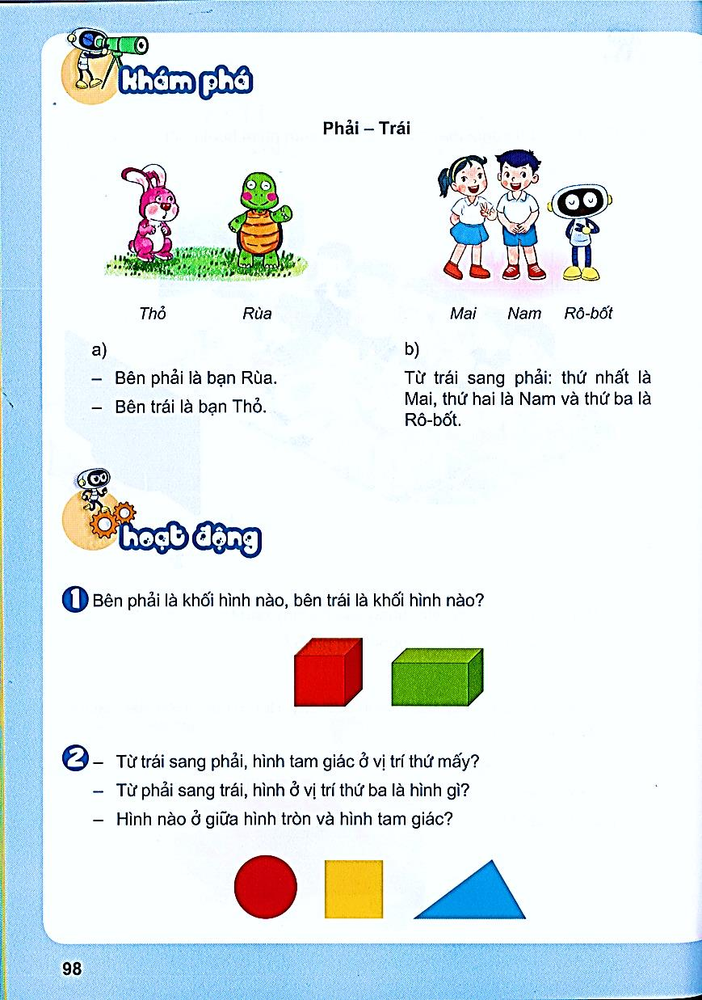 khám phá
Phải – Trái
Thỏ Rùa
Mai Nam Rô-bốt
a)
– Bên phải là bạn Rùa.
– Bên trái là bạn Thỏ.
b)
Từ trái sang phải: thứ nhất là
Mai, thứ hai là Nam và thứ ba là
Rô-bốt.
hoạt động
1 Bên phải là khối hình nào, bên trái là khối hình nào?
2 – Từ trái sang phải, hình tam giác ở vị trí thứ mấy?
– Từ phải sang trái, hình ở vị trí thứ ba là hình gì?
– Hình nào ở giữa hình tròn và hình tam giác?
98